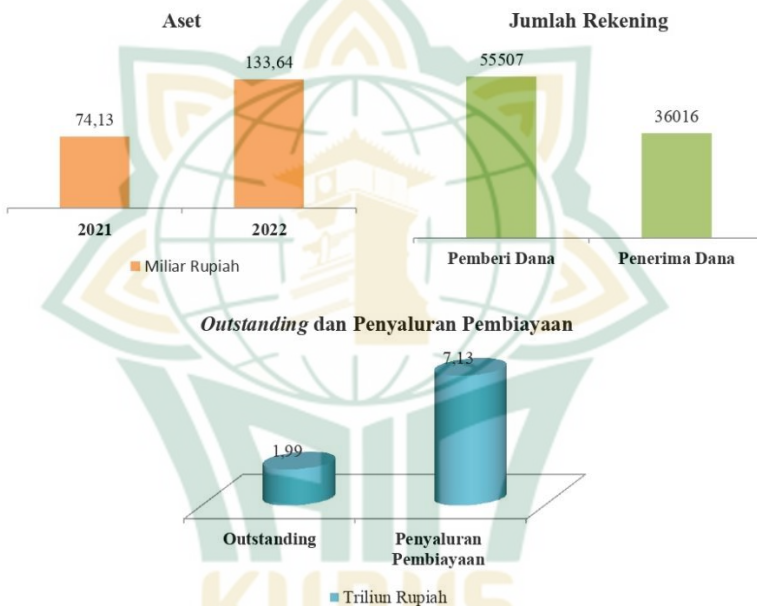 Aset
133,64
74,13
2021 2022
Miliar Rupiah
Jumlah Rekening
55507
36016
Pemberi Dana Penerima Dana
Outstanding dan Penyaluran Pembiayaan
7,13
1,99
Outstanding Penyaluran
Pembiayaan
Triliun Rupiah
KUDUS